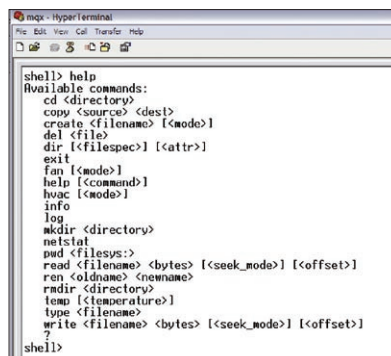 mqx - HyperTerminal
File Edit View Call Transfer Help
shell> help
Available commands:
cd <directory>
copy <source> <dest>
create <filename> [<mode>]
del <file>
dir [<filespec>] [<attr>]
exit
fan [<mode>]
help [<command>]
hvac [<mode>]
info
log
mkdir <directory>
netstat
pwd <filesys:>
read <filename> <bytes> [<seek_mode>] [<offset>]
ren <oldname> <newname>
rmdir <directory>
temp [<temperature>]
type <filename>
write <filename> <bytes> [<seek_mode>] [<offset>]
?
shell>